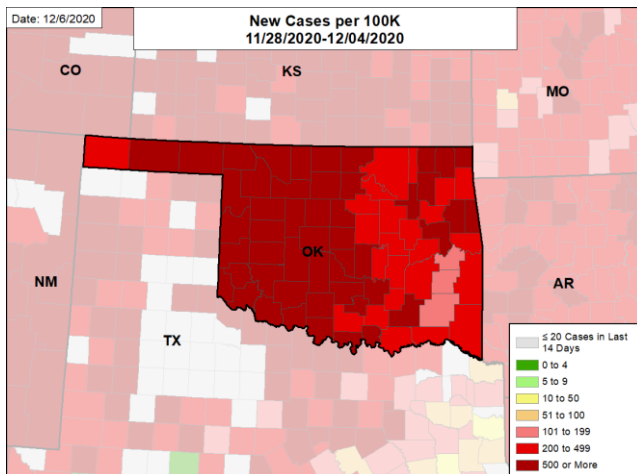 Date: 12/6/2020
New Cases per 100K
11/28/2020-12/04/2020
CO
KS
MO
OK
NM
AR
TX
≤ 20 Cases in Last
14 Days
0 to 4
5 to 9
10 to 50
51 to 100
101 to 199
200 to 499
500 or More